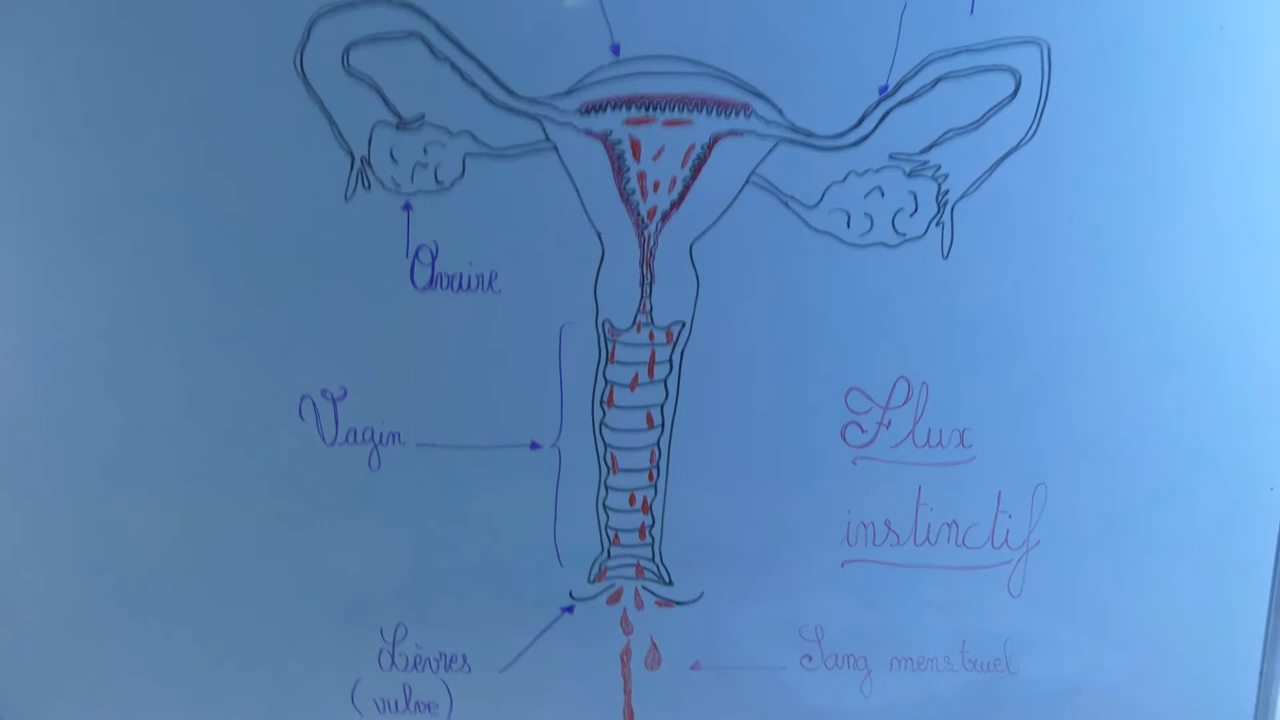 Ovaire
Vagin
Flux
instinctif
Lèvres
(vulve)
Sang menstruel